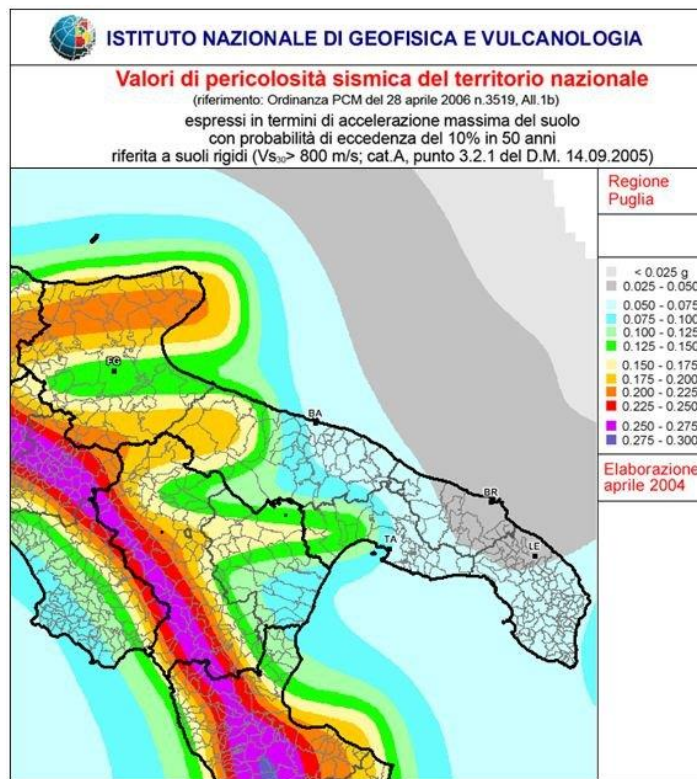 ISTITUTO NAZIONALE DI GEOFISICA E VULCANOLOGIA
Valori di pericolosità sismica del territorio nazionale
(riferimento: Ordinanza PCM del 28 aprile 2006 n.3519, All.1b)
espressi in termini di accelerazione massima del suolo
con probabilità di eccedenza del 10% in 50 anni
riferita a suoli rigidi (Vs₃₀> 800 m/s; cat.A, punto 3.2.1 del D.M. 14.09.2005)
Regione
Puglia
< 0.025 g
0.025 - 0.050
0.050 - 0.075
0.075 - 0.100
0.100 - 0.125
0.125 - 0.150
0.150 - 0.175
0.175 - 0.200
0.200 - 0.225
0.225 - 0.250
0.250 - 0.275
0.275 - 0.300
Elaborazione
aprile 2004
FG
BA
BR
TA
LE